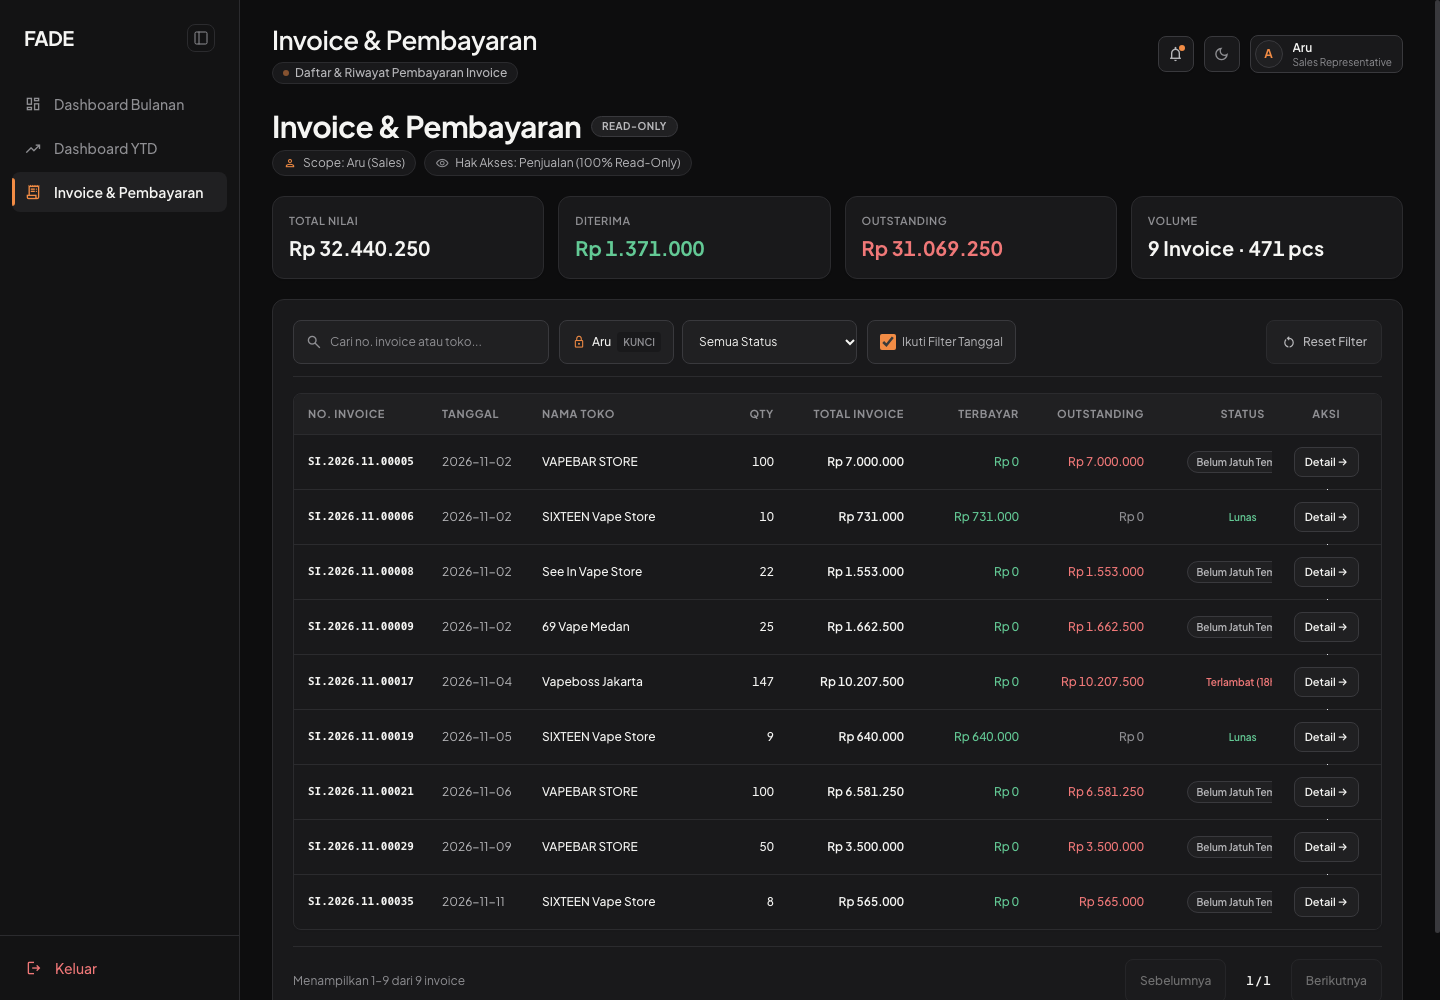 FADE
Dashboard Bulanan
Dashboard YTD
Invoice & Pembayaran
Keluar
Invoice & Pembayaran
Daftar & Riwayat Pembayaran Invoice
A
Aru
Sales Representative
Invoice & Pembayaran READ-ONLY
Scope: Aru (Sales) Hak Akses: Penjualan (100% Read-Only)
TOTAL NILAI
Rp 32.440.250
DITERIMA
Rp 1.371.000
OUTSTANDING
Rp 31.069.250
VOLUME
9 Invoice · 471 pcs
Cari no. invoice atau toko... Aru KUNCI Semua Status Ikuti Filter Tanggal Reset Filter
NO. INVOICE TANGGAL NAMA TOKO QTY TOTAL INVOICE TERBAYAR OUTSTANDING STATUS AKSI
SI.2026.11.00005 2026-11-02 VAPEBAR STORE 100 Rp 7.000.000 Rp 0 Rp 7.000.000 Belum Jatuh Tem Detail →
SI.2026.11.00006 2026-11-02 SIXTEEN Vape Store 10 Rp 731.000 Rp 731.000 Rp 0 Lunas Detail →
SI.2026.11.00008 2026-11-02 See In Vape Store 22 Rp 1.553.000 Rp 0 Rp 1.553.000 Belum Jatuh Tem Detail →
SI.2026.11.00009 2026-11-02 69 Vape Medan 25 Rp 1.662.500 Rp 0 Rp 1.662.500 Belum Jatuh Tem Detail →
SI.2026.11.00017 2026-11-04 Vapeboss Jakarta 147 Rp 10.207.500 Rp 0 Rp 10.207.500 Terlambat (18h Detail →
SI.2026.11.00019 2026-11-05 SIXTEEN Vape Store 9 Rp 640.000 Rp 640.000 Rp 0 Lunas Detail →
SI.2026.11.00021 2026-11-06 VAPEBAR STORE 100 Rp 6.581.250 Rp 0 Rp 6.581.250 Belum Jatuh Tem Detail →
SI.2026.11.00029 2026-11-09 VAPEBAR STORE 50 Rp 3.500.000 Rp 0 Rp 3.500.000 Belum Jatuh Tem Detail →
SI.2026.11.00035 2026-11-11 SIXTEEN Vape Store 8 Rp 565.000 Rp 0 Rp 565.000 Belum Jatuh Tem Detail →
Menampilkan 1–9 dari 9 invoice Sebelumnya 1/1 Berikutnya